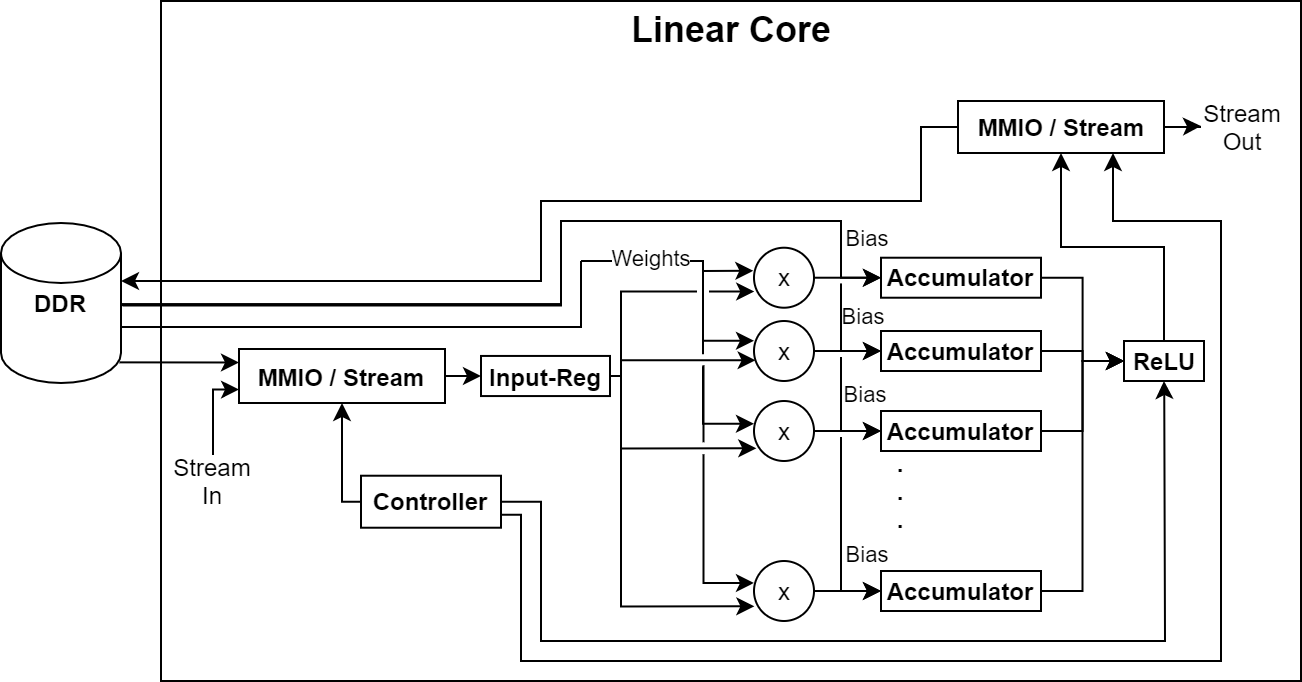 Linear Core
MMIO / Stream
Stream
Out
Bias
Weights
x
Accumulator
DDR
Bias
x
Accumulator
ReLU
MMIO / Stream
Input-Reg
Bias
x
Accumulator
Stream
In
.
.
.
Controller
Bias
x
Accumulator